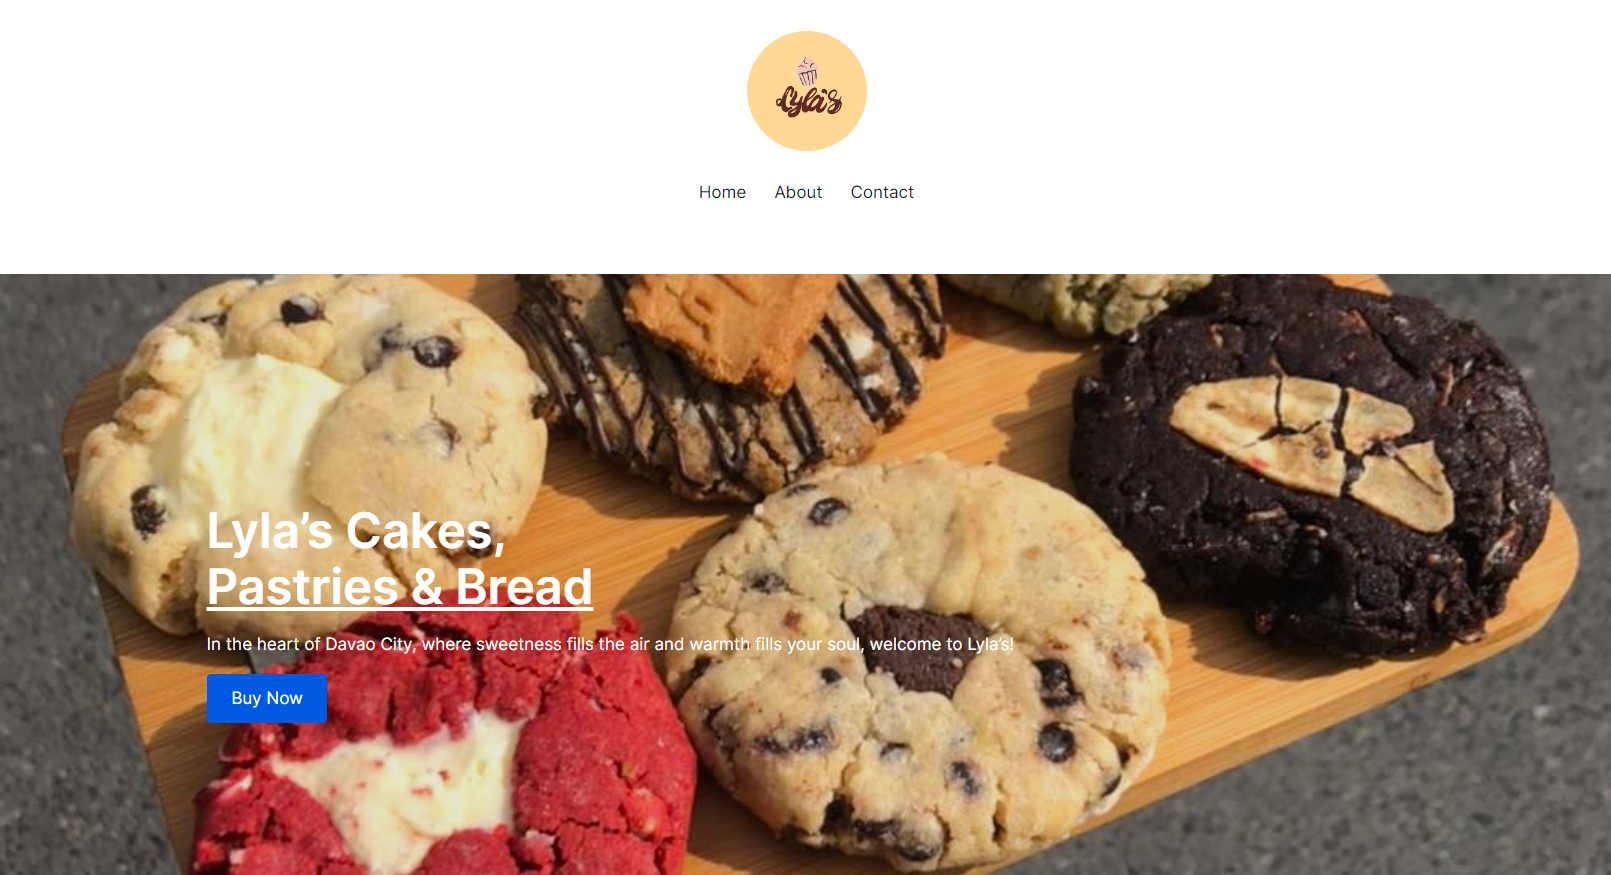 Lyla's
Home About Contact
Lyla’s Cakes,
Pastries & Bread
In the heart of Davao City, where sweetness fills the air and warmth fills your soul, welcome to Lyla’s!
Buy Now